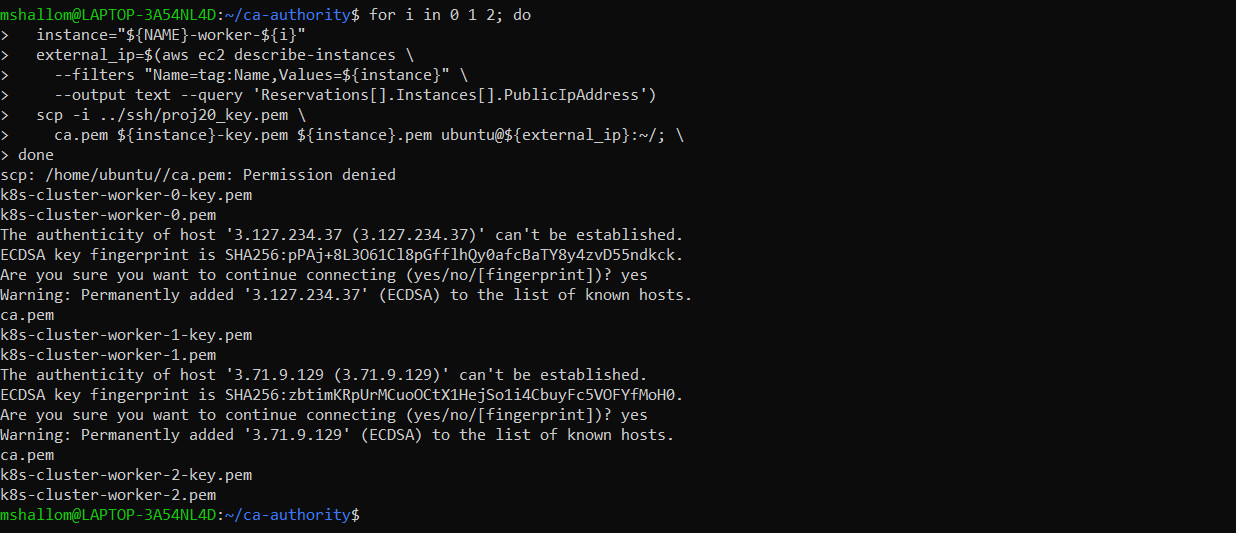 mshallom@LAPTOP-3A54NL4D:~/ca-authority$ for i in 0 1 2; do
>   instance="${NAME}-worker-${i}"
>   external_ip=$(aws ec2 describe-instances \
>     --filters "Name=tag:Name,Values=${instance}" \
>     --output text --query 'Reservations[].Instances[].PublicIpAddress')
>   scp -i ../ssh/proj20_key.pem \
>     ca.pem ${instance}-key.pem ${instance}.pem ubuntu@${external_ip}:~/; \
> done
scp: /home/ubuntu//ca.pem: Permission denied
k8s-cluster-worker-0-key.pem
k8s-cluster-worker-0.pem
The authenticity of host '3.127.234.37 (3.127.234.37)' can't be established.
ECDSA key fingerprint is SHA256:pPAj+8L3O61Cl8pGfflhQy0afcBaTY8y4zvD55ndkck.
Are you sure you want to continue connecting (yes/no/[fingerprint])? yes
Warning: Permanently added '3.127.234.37' (ECDSA) to the list of known hosts.
ca.pem
k8s-cluster-worker-1-key.pem
k8s-cluster-worker-1.pem
The authenticity of host '3.71.9.129 (3.71.9.129)' can't be established.
ECDSA key fingerprint is SHA256:zbtimKRpUrMCuoOCtX1HejSo1i4CbuyFc5VOFYfMoH0.
Are you sure you want to continue connecting (yes/no/[fingerprint])? yes
Warning: Permanently added '3.71.9.129' (ECDSA) to the list of known hosts.
ca.pem
k8s-cluster-worker-2-key.pem
k8s-cluster-worker-2.pem
mshallom@LAPTOP-3A54NL4D:~/ca-authority$